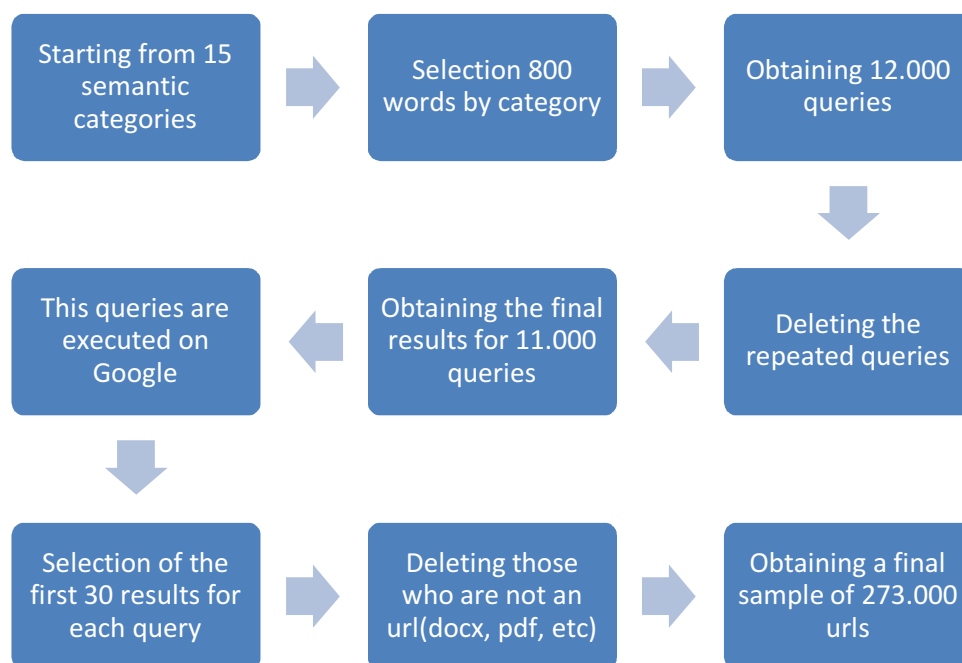 Starting from 15
semantic
categories
Selection 800
words by category
Obtaining 12.000
queries
Deleting the
repeated queries
Obtaining the final
results for 11.000
queries
This queries are
executed on
Google
Selection of the
first 30 results for
each query
Deleting those
who are not an
url(docx, pdf, etc)
Obtaining a final
sample of 273.000
urls